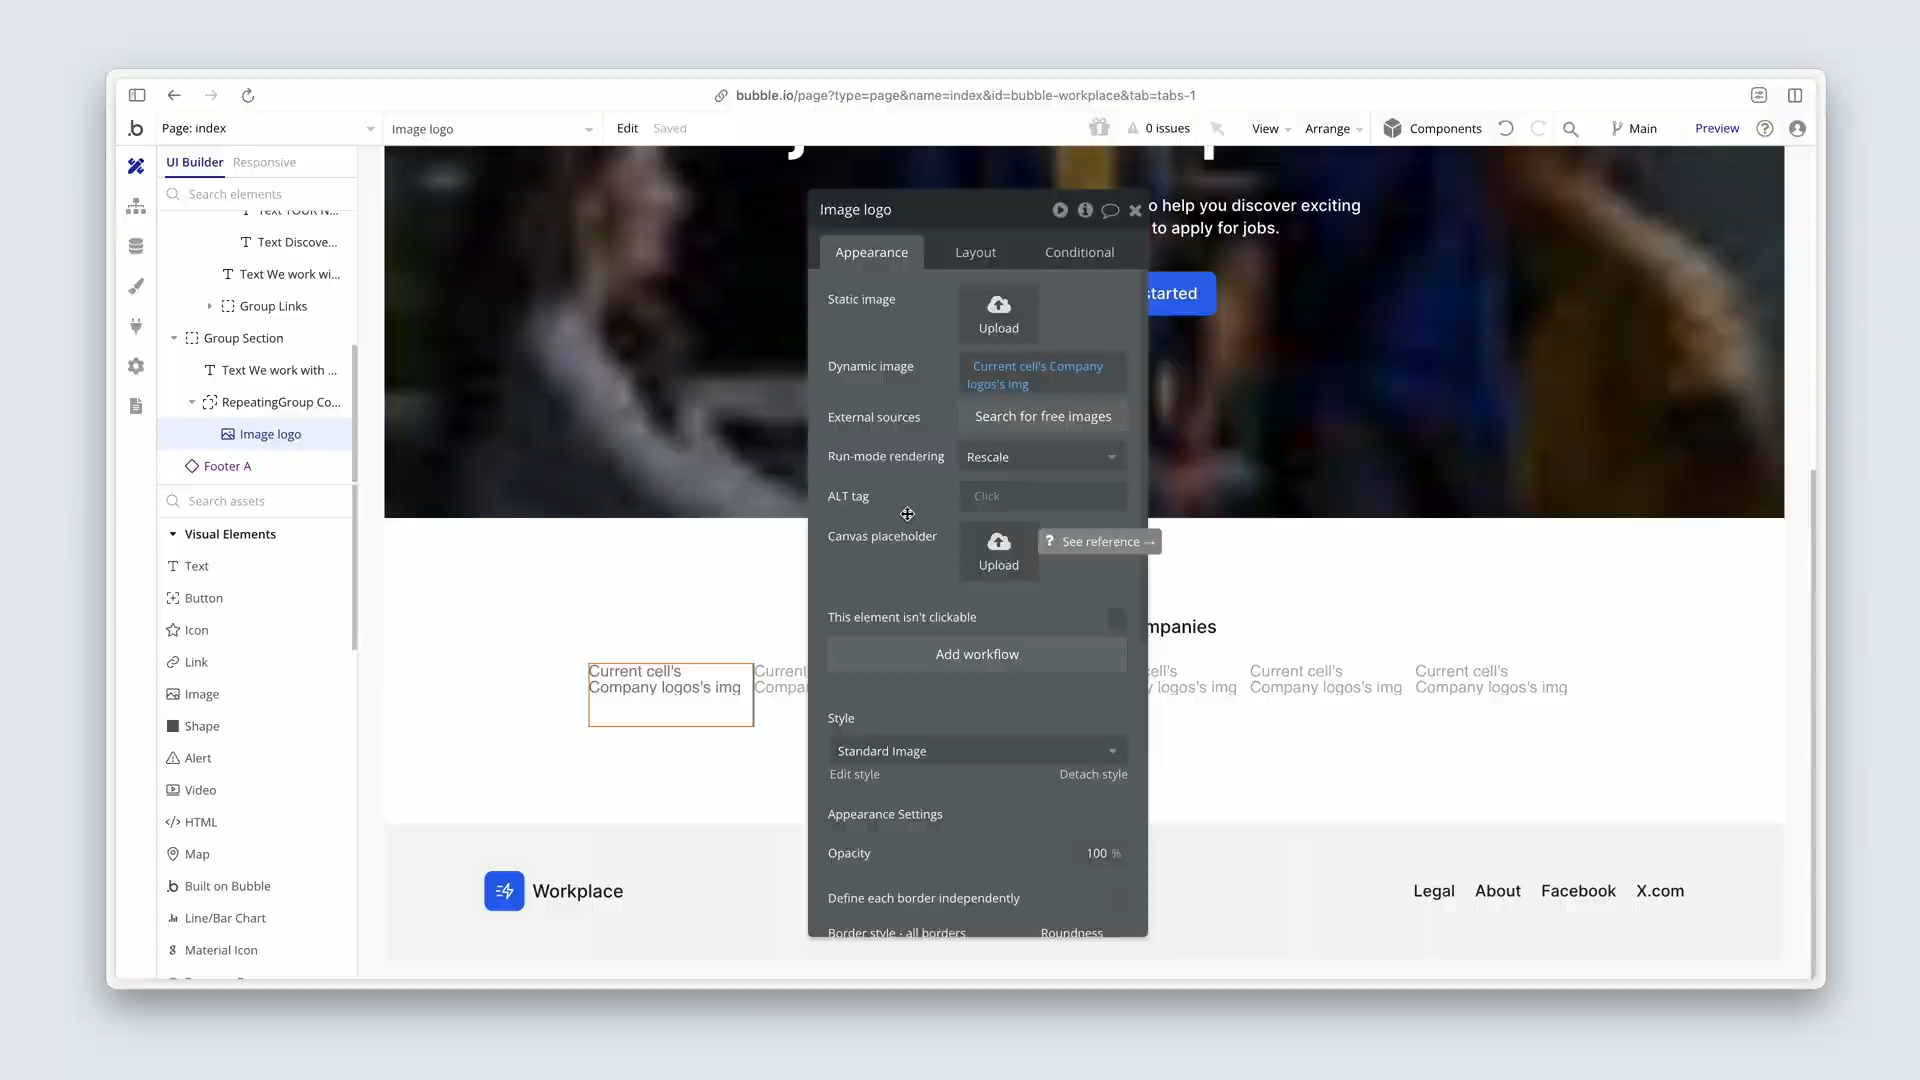 bubble.io/page?type=page&name=index&id=bubble-workplace&tab=tabs-1
Page: index
Image logo
Edit
Saved
0 issues
View
Arrange
Components
Main
Preview
UI Builder
Responsive
Search elements
Text YOUR N...
Text Discove...
Text We work wi...
Group Links
Group Section
Text We work with ...
RepeatingGroup Co...
Image logo
Footer A
Search assets
Visual Elements
Text
Button
Icon
Link
Image
Shape
Alert
Video
HTML
Map
Built on Bubble
Line/Bar Chart
Material Icon
o help you discover exciting
to apply for jobs.
started
Image logo
Appearance
Layout
Conditional
Static image
Upload
Dynamic image
Current cell's Company
logos's img
External sources
Search for free images
Run-mode rendering
Rescale
ALT tag
Click
Canvas placeholder
Upload
? See reference →
This element isn't clickable
Add workflow
Style
Standard Image
Edit style
Detach style
Appearance Settings
Opacity
100 %
Define each border independently
Border style - all borders
Roundness
mpanies
Current cell's
Company logos's img
Current
Compa
ell's
logos's img
Current cell's
Company logos's img
Current cell's
Company logos's img
Workplace
Legal
About
Facebook
X.com